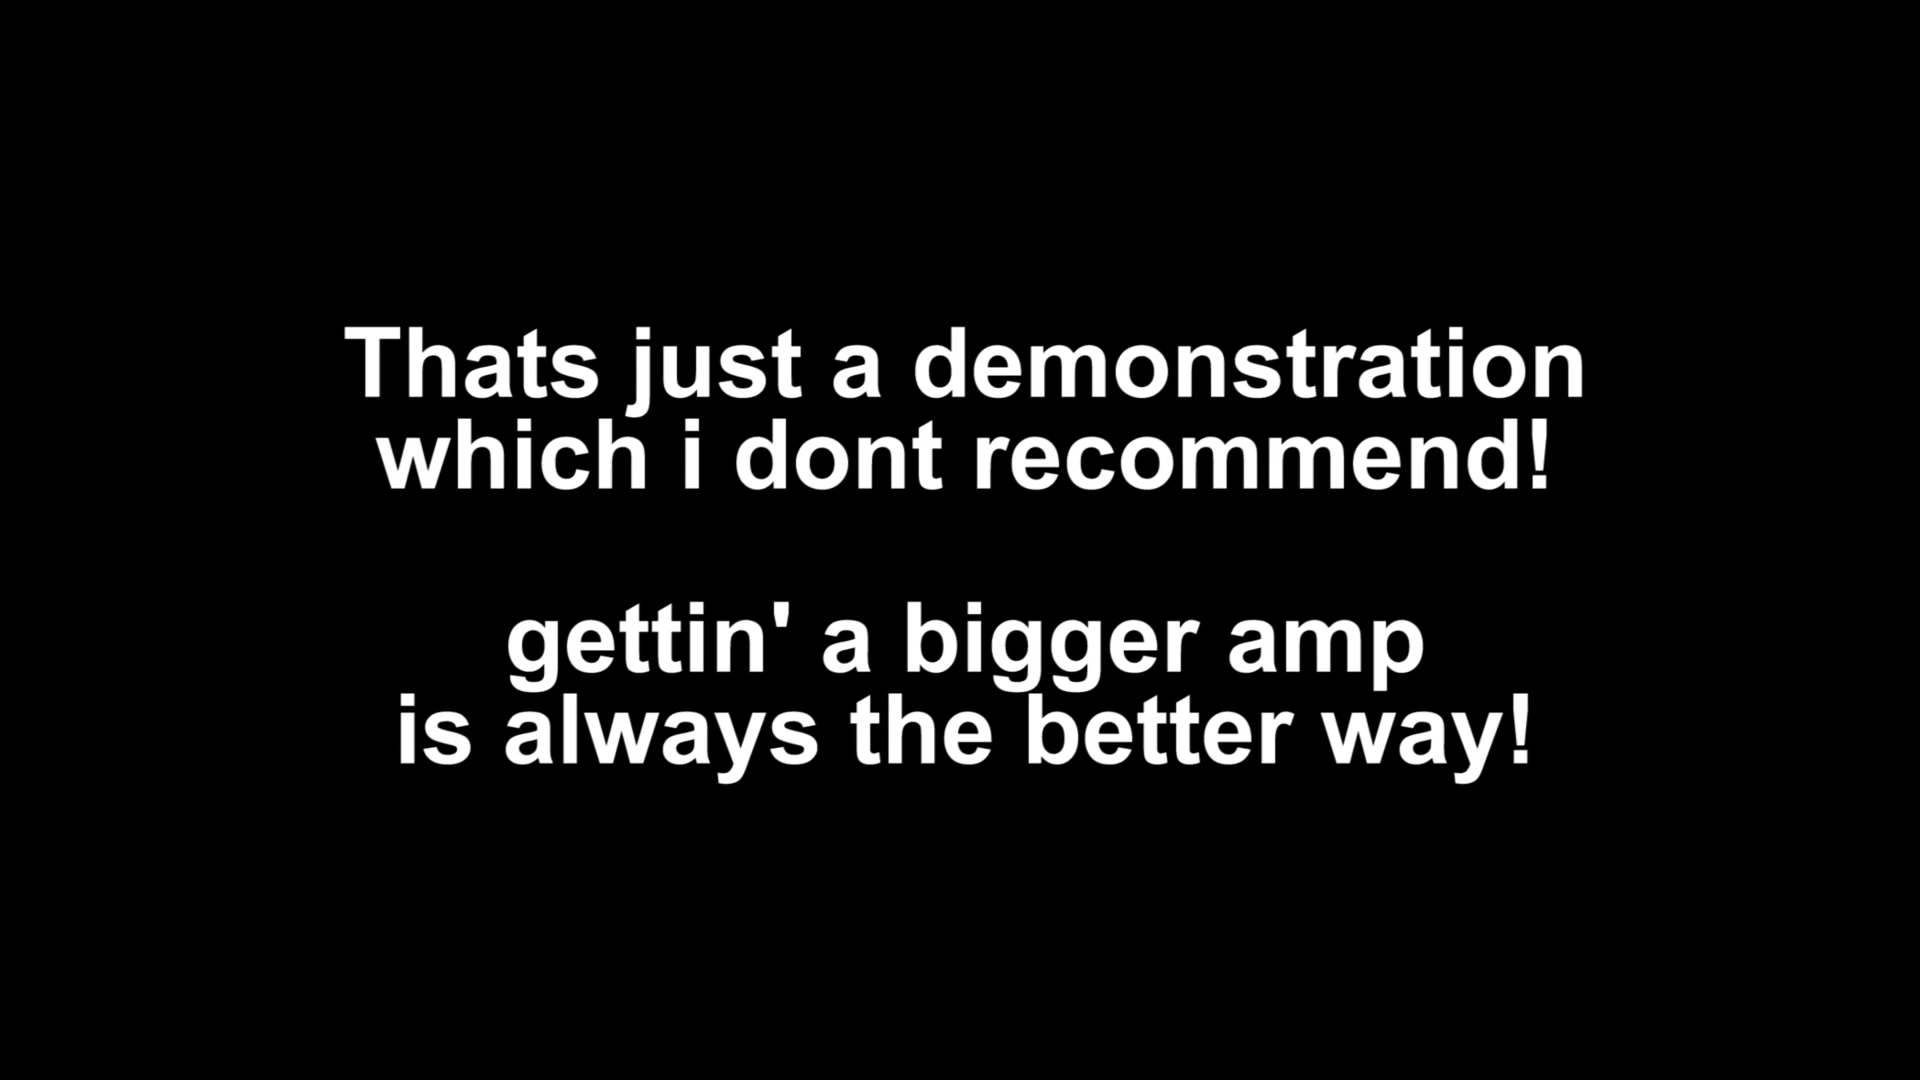 Thats just a demonstration
which i dont recommend!
gettin' a bigger amp
is always the better way!